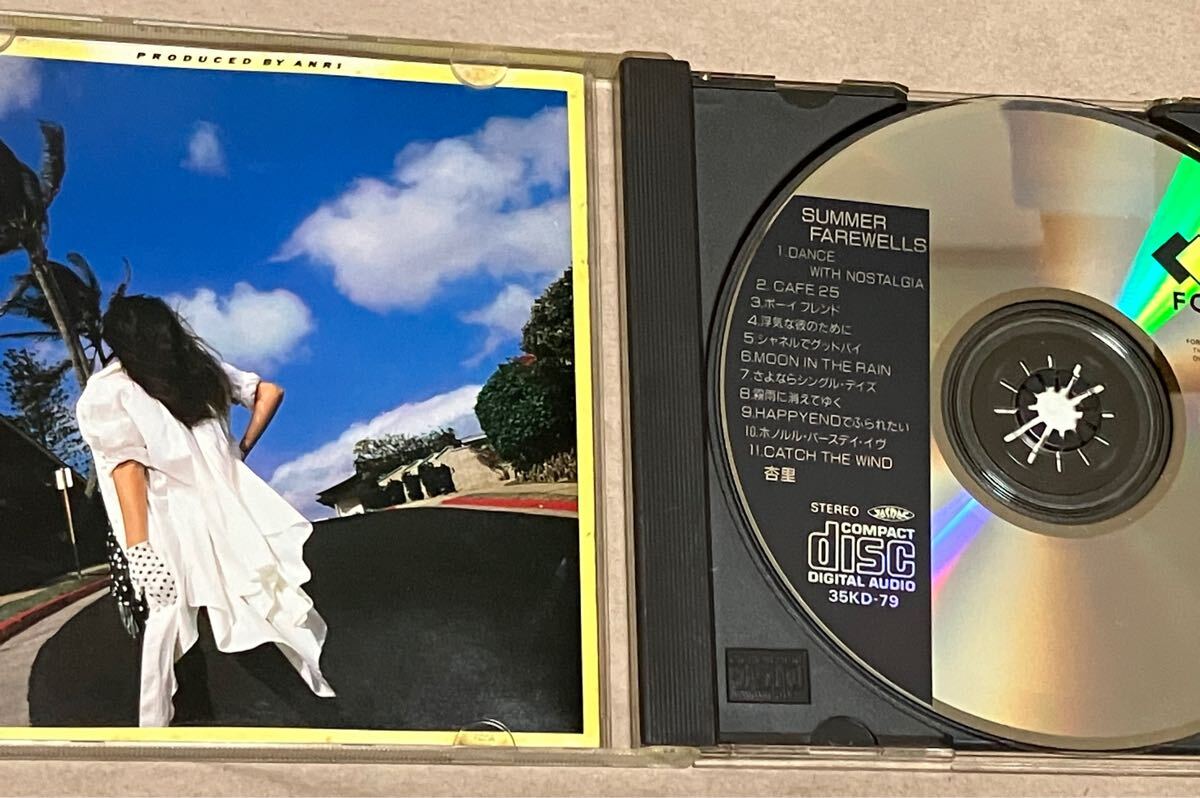 PRODUCED BY ANRI
SUMMER
FAREWELLS
1.DANCE
WITH NOSTALGIA
2. CAFE 25
3.ボーイフレンド
4.浮気な彼のために
5 シャネルでグッドバイ
6.MOON IN THE RAIN
7.さよならシングル・デイズ
8.霧雨に消えてゆく
9.HAPPYENDでふられたい
10.ホノルル・バースデイ・イヴ
11.CATCH THE WIND
杏里
STEREO JASRAC
COMPACT
disc
DIGITAL AUDIO
35KD-79